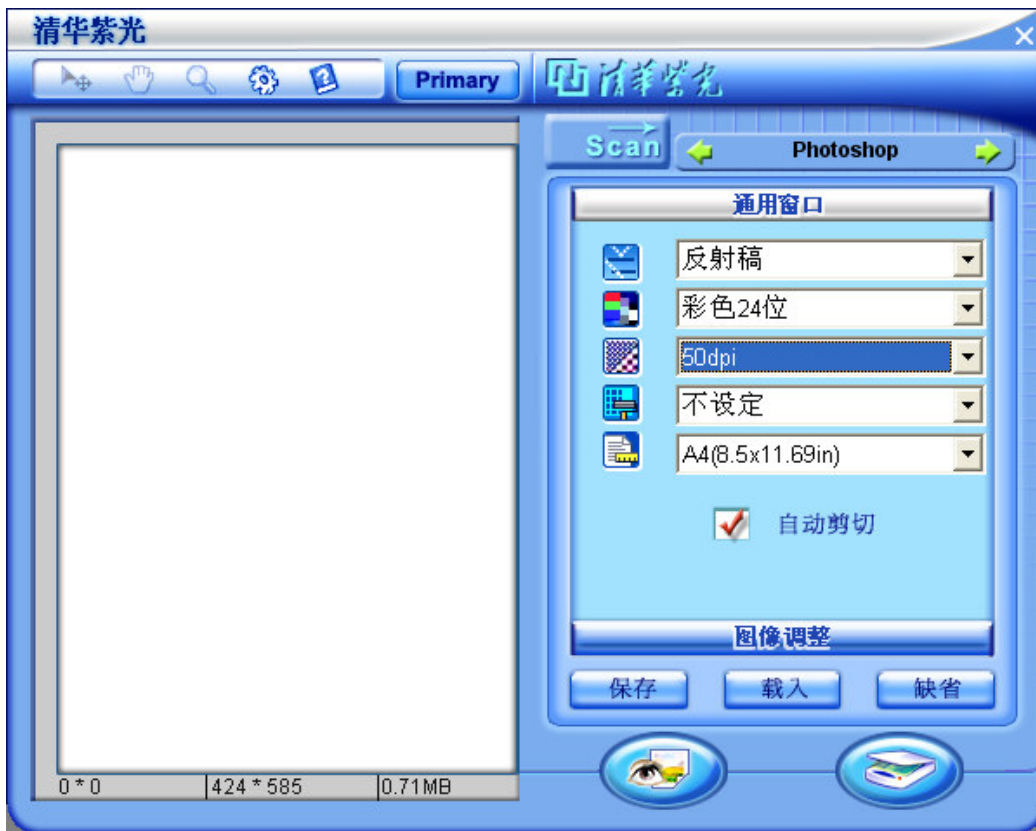 清华紫光
Primary
清华紫光
Scan
Photoshop
通用窗口
反射稿
彩色24位
50dpi
不设定
A4(8.5x11.69in)
自动剪切
图像调整
保存 载入 缺省
0 * 0 424 * 585 0.71MB